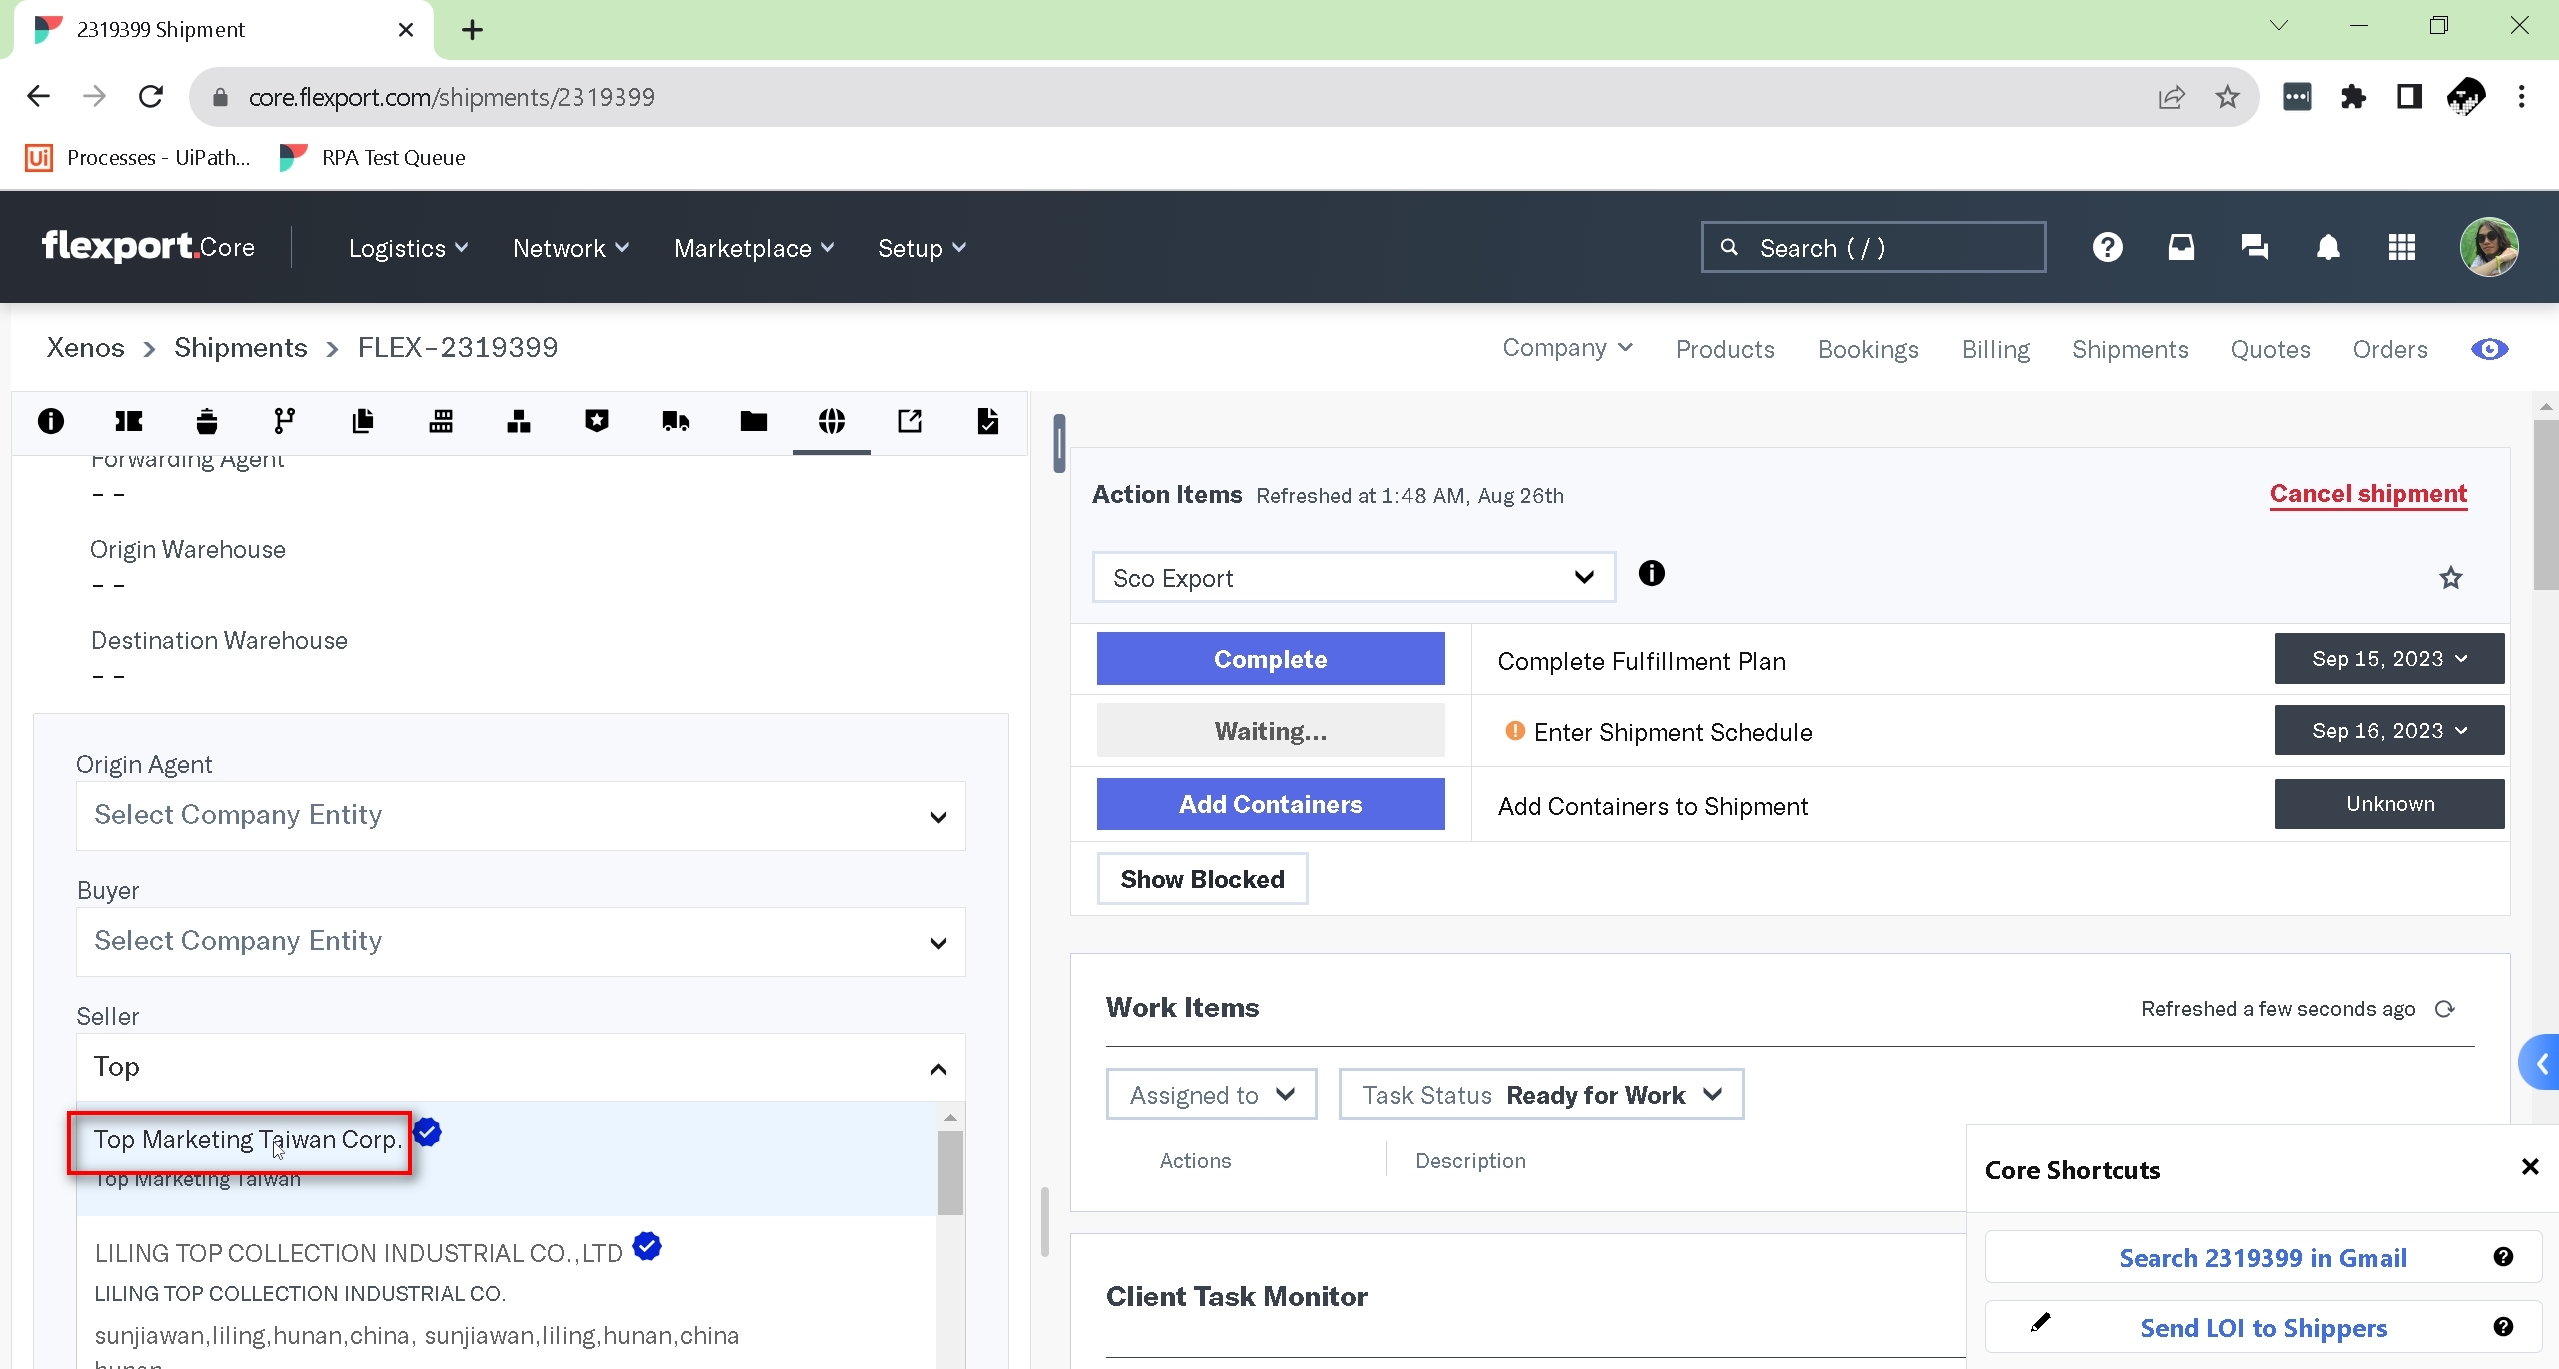 2319399 Shipment
core.flexport.com/shipments/2319399
Ui Processes - UiPath...
RPA Test Queue
flexport.Core
Logistics
Network
Marketplace
Setup
Search ( / )
Xenos > Shipments > FLEX-2319399
Company
Products
Bookings
Billing
Shipments
Quotes
Orders
Forwarding Agent
- -
Origin Warehouse
- -
Destination Warehouse
- -
Origin Agent
Select Company Entity
Buyer
Select Company Entity
Seller
Top
Top Marketing Taiwan Corp.
Top Marketing Taiwan
LILING TOP COLLECTION INDUSTRIAL CO.,LTD
LILING TOP COLLECTION INDUSTRIAL CO.
sunjiawan,liling,hunan,china, sunjiawan,liling,hunan,china
hunan
Action Items Refreshed at 1:48 AM, Aug 26th
Cancel shipment
Sco Export
Complete
Complete Fulfillment Plan
Sep 15, 2023
Waiting...
Enter Shipment Schedule
Sep 16, 2023
Add Containers
Add Containers to Shipment
Unknown
Show Blocked
Work Items
Refreshed a few seconds ago
Assigned to
Task Status Ready for Work
Actions
Description
Client Task Monitor
Core Shortcuts
Search 2319399 in Gmail
Send LOI to Shippers